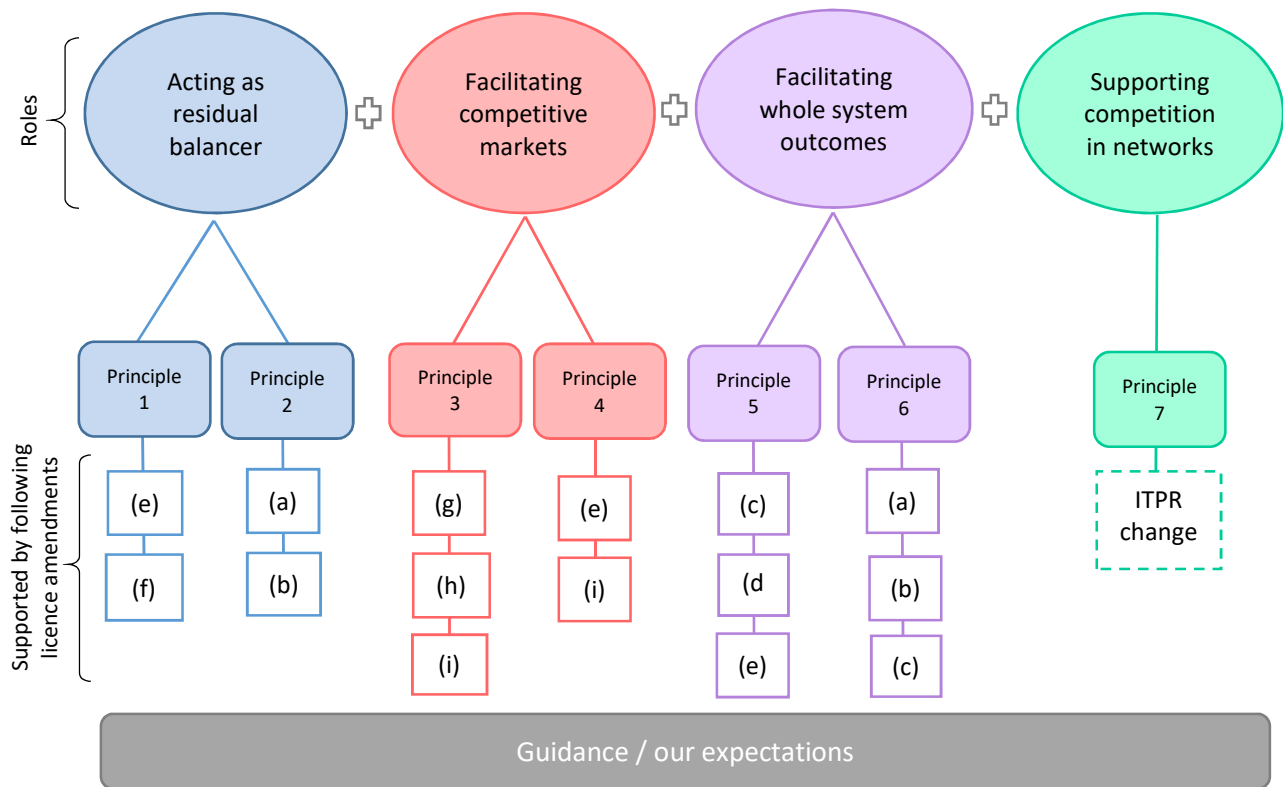 Roles
Acting as
residual
balancer
Facilitating
competitive
markets
Facilitating
whole system
outcomes
Supporting
competition
in networks
Principle
1
Principle
2
Principle
3
Principle
4
Principle
5
Principle
6
Principle
7
Supported by following
licence amendments
(e)
(f)
(a)
(b)
(g)
(h)
(i)
(e)
(i)
(c)
(d
(e)
(a)
(b)
(c)
ITPR
change
Guidance / our expectations